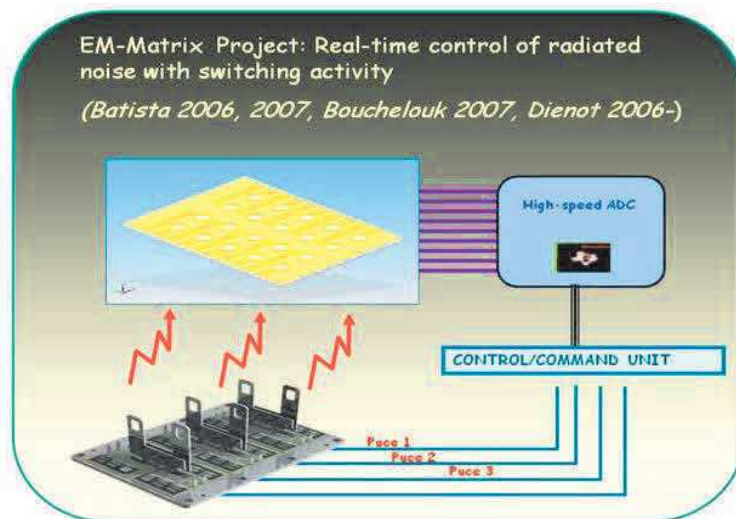 EM-Matrix Project: Real-time control of radiated
noise with switching activity
(Batista 2006, 2007, Bouchelouk 2007, Dienot 2006-)
High-speed ADC
CONTROL/COMMAND UNIT
Puce 1
Puce 2
Puce 3